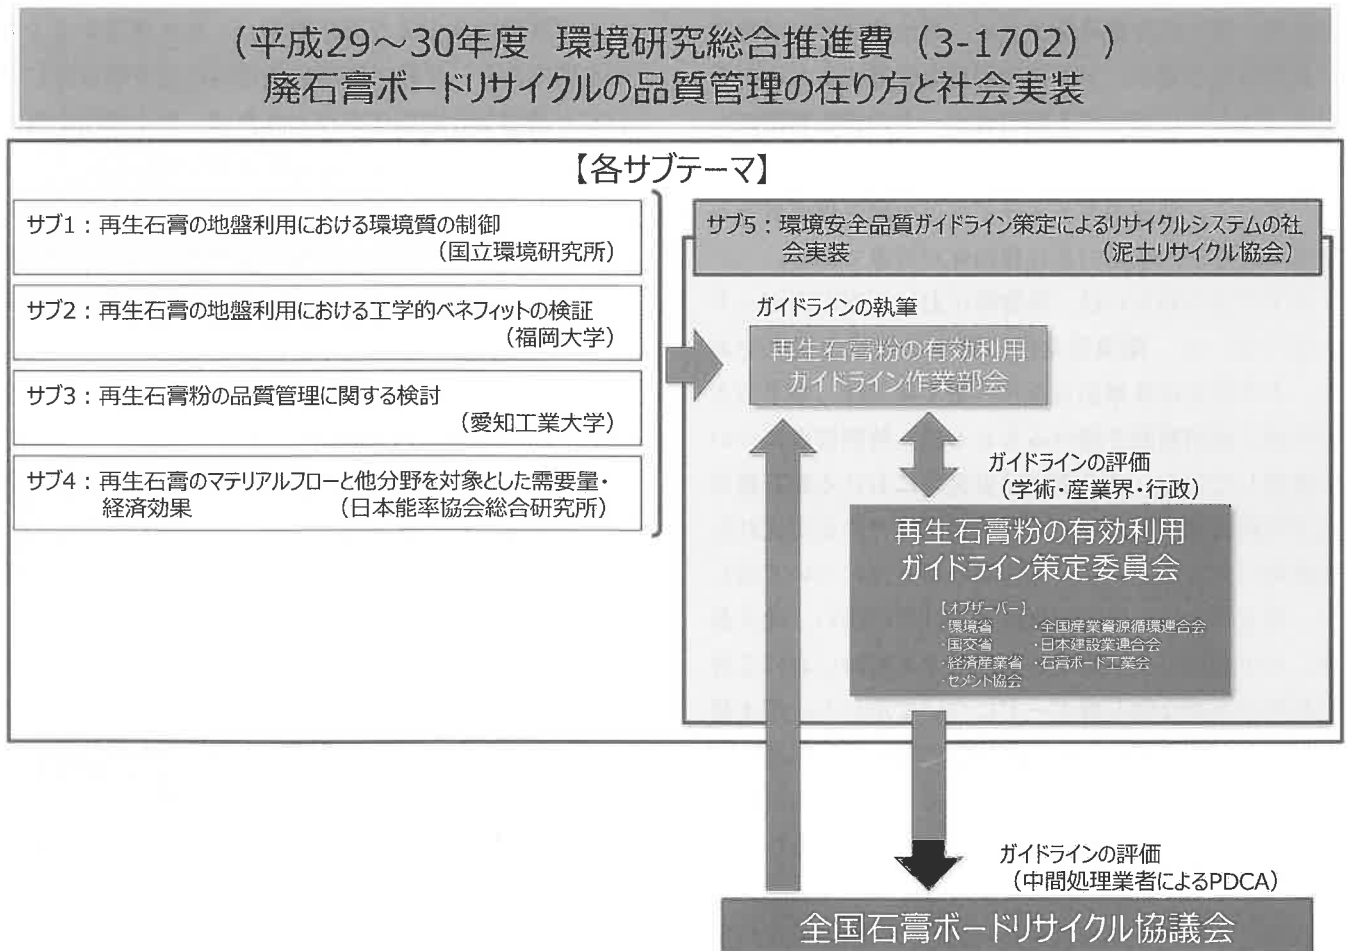 (平成29～30年度 環境研究総合推進費（3-1702））
廃石膏ボードリサイクルの品質管理の在り方と社会実装
【各サブテーマ】
サブ1：再生石膏の地盤利用における環境質の制御
（国立環境研究所）
サブ2：再生石膏の地盤利用における工学的ベネフィットの検証
（福岡大学）
サブ3：再生石膏粉の品質管理に関する検討
（愛知工業大学）
サブ4：再生石膏のマテリアルフローと他分野を対象とした需要量・
経済効果 （日本能率協会総合研究所）
サブ5：環境安全品質ガイドライン策定によるリサイクルシステムの社
会実装 （泥土リサイクル協会）
ガイドラインの執筆
再生石膏粉の有効利用
ガイドライン作業部会
ガイドラインの評価
（学術・産業界・行政）
再生石膏粉の有効利用
ガイドライン策定委員会
【オブザーバー】
・環境省 ・全国産業資源循環連合会
・国交省 ・日本建設業連合会
・経済産業省 ・石膏ボード工業会
・セメント協会
ガイドラインの評価
（中間処理業者によるPDCA）
全国石膏ボードリサイクル協議会